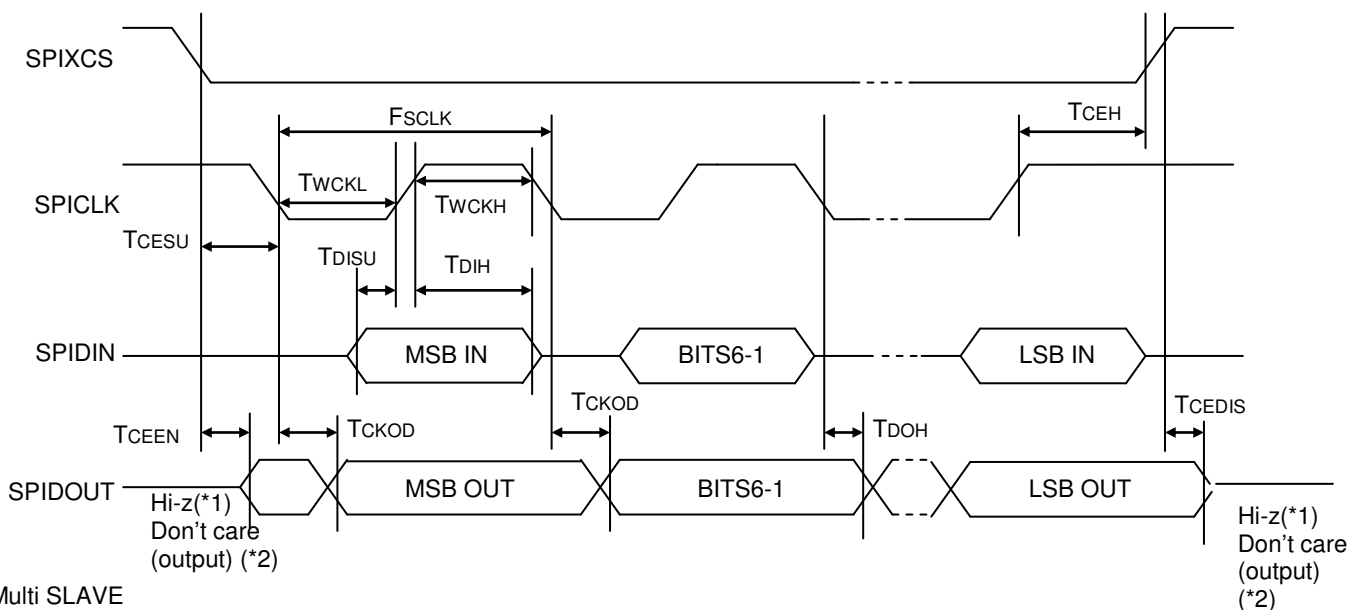 SPIXCS
FSCLK
TCEH
SPICLK
TWCKL
TWCKH
TCESU
TDISU
TDIH
SPIDIN
MSB IN
BITS6-1
LSB IN
TCEEN
TCKOD
TCKOD
TDOH
TCEDIS
SPIDOUT
MSB OUT
BITS6-1
LSB OUT
Hi-z(*1)
Don't care
(output) (*2)
Hi-z(*1)
Don't care
(output)
(*2)
Multi SLAVE